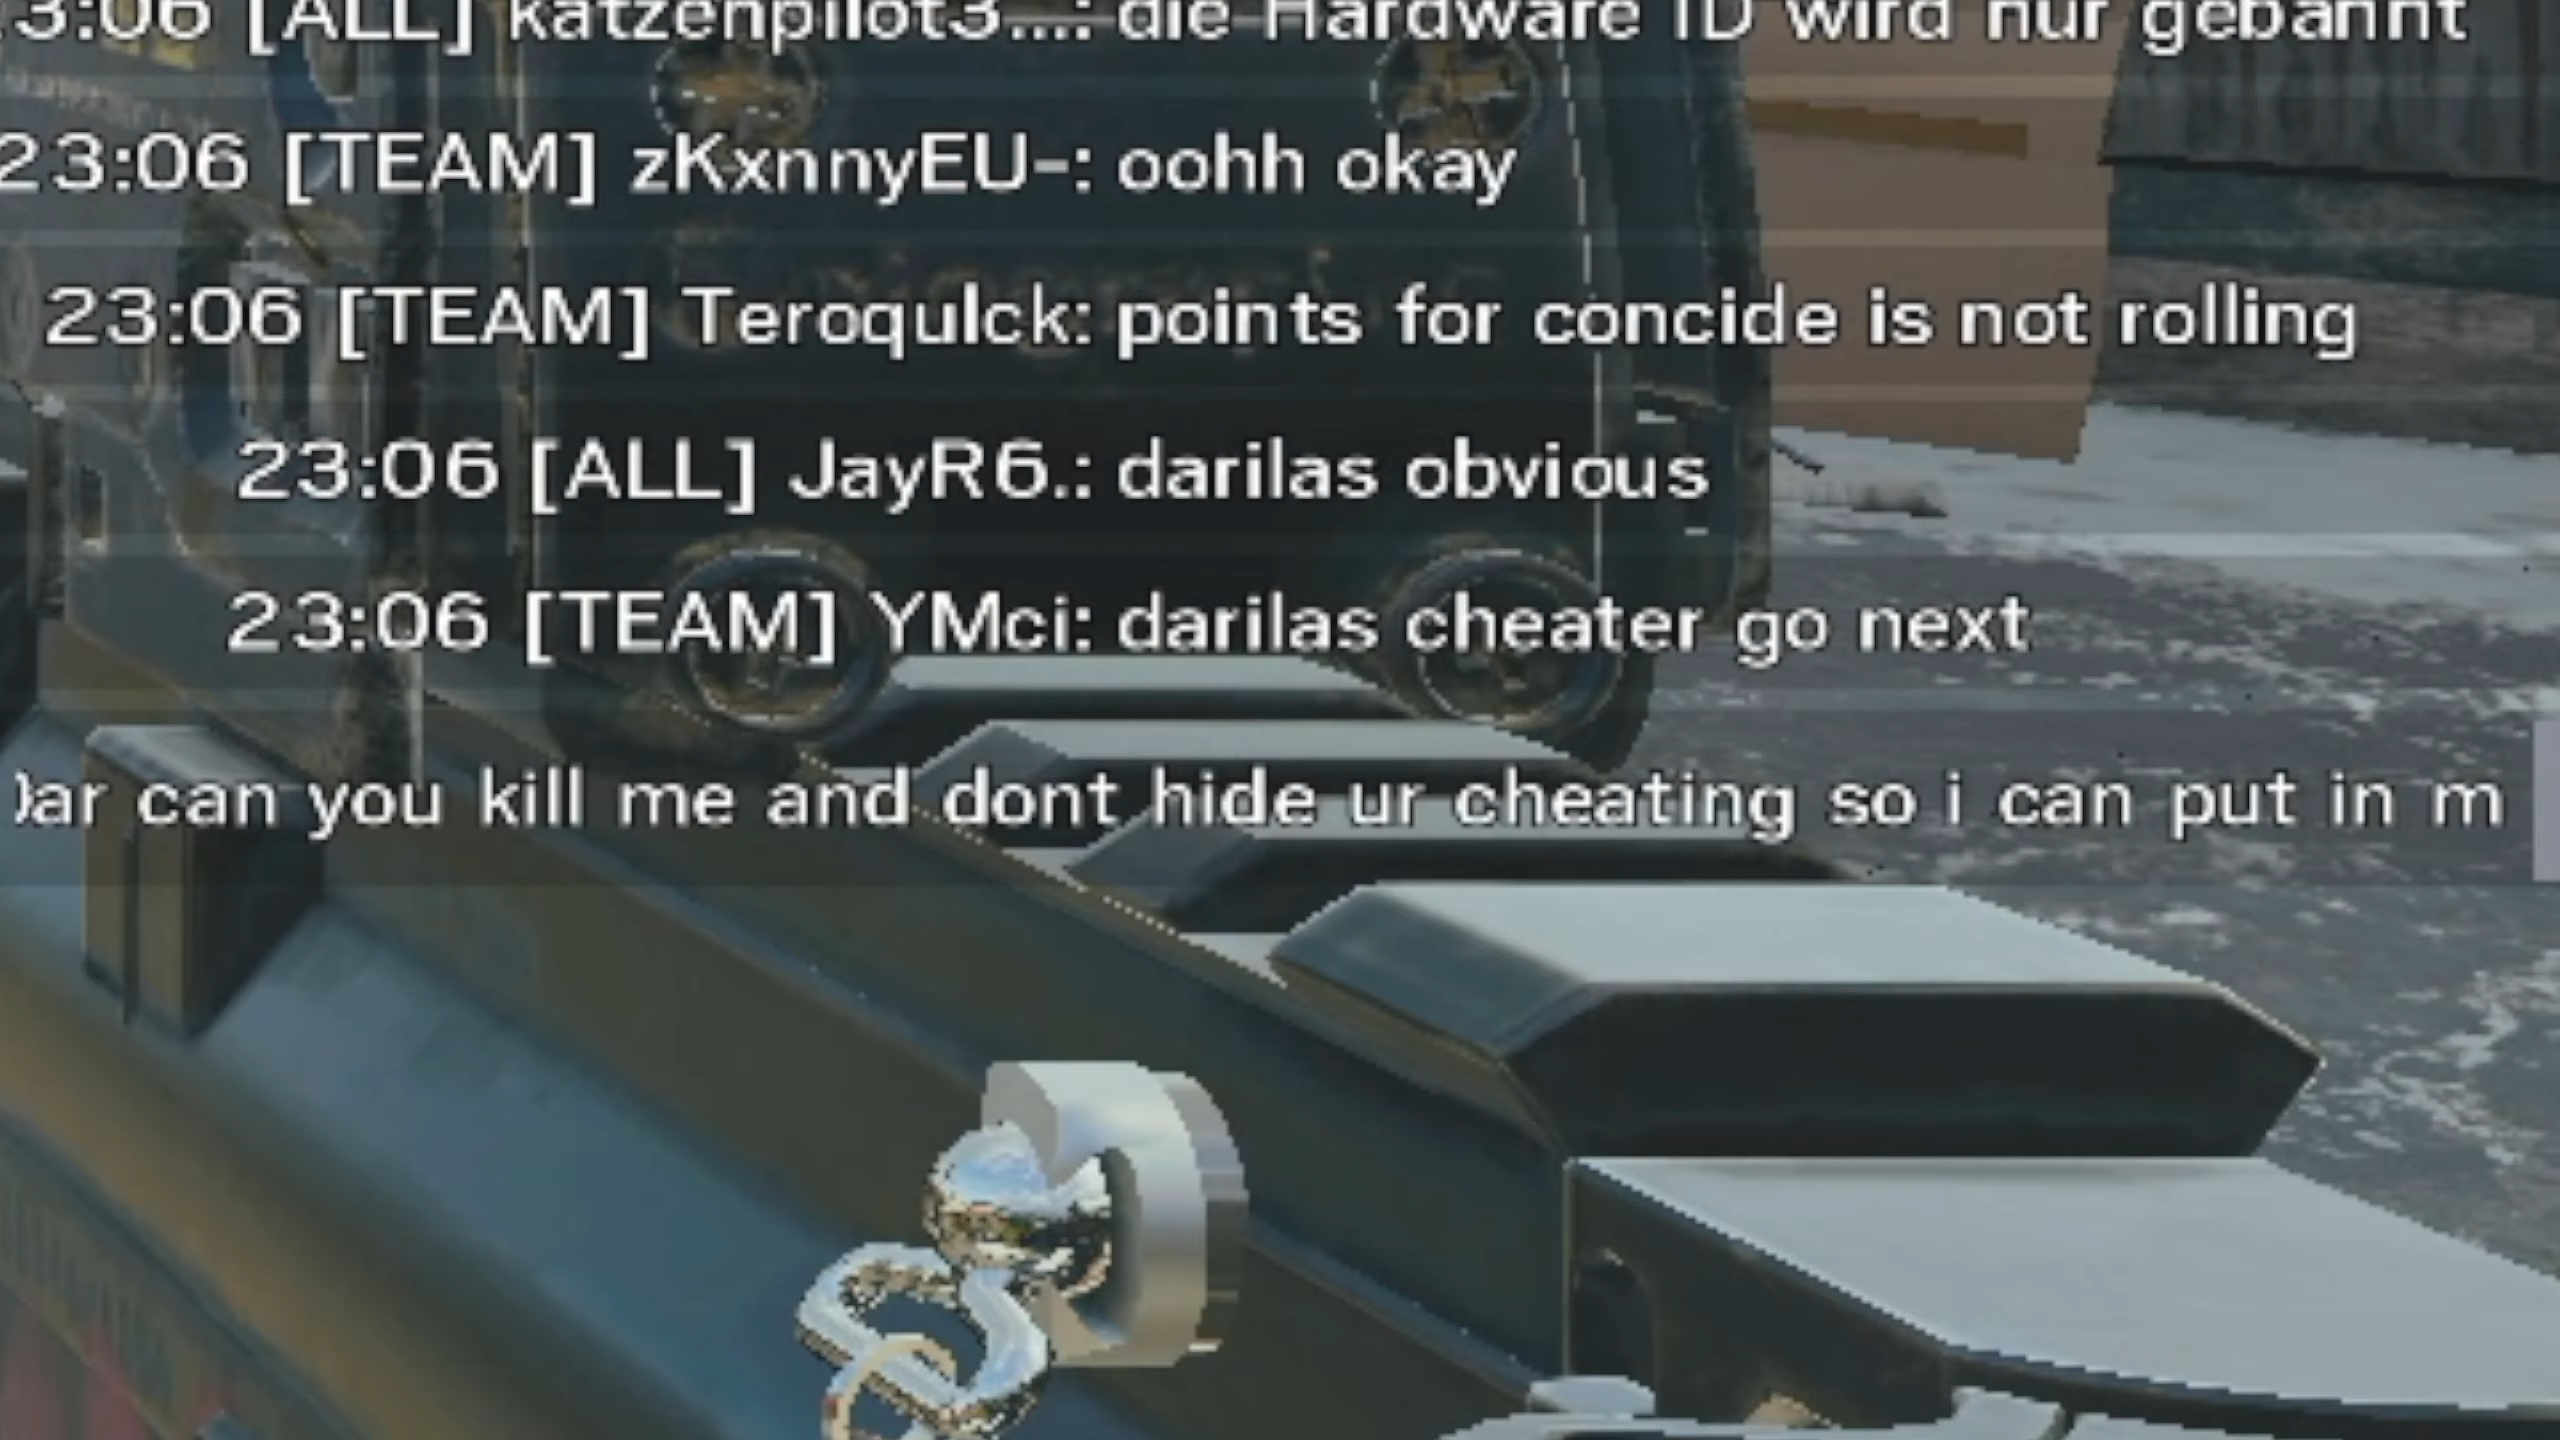 3:06 [ALL] katzenpilot3...: die Hardware ID wird nur gebannt
23:06 [TEAM] zKxnnyEU-: oohh okay
23:06 [TEAM] Teroqulck: points for concide is not rolling
23:06 [ALL] JayR6.: darilas obvious
23:06 [TEAM] YMci: darilas cheater go next
ar can you kill me and dont hide ur cheating so i can put in m